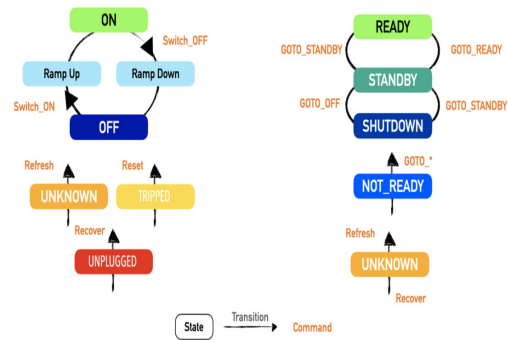 ON
Switch_OFF
Ramp Up
Ramp Down
Switch_ON
OFF
Refresh
Reset
UNKNOWN
TRIPPED
Recover
UNPLUGGED
READY
GOTO_STANDBY
GOTO_READY
STANDBY
GOTO_OFF
GOTO_STANDBY
SHUTDOWN
GOTO_*
NOT_READY
Refresh
UNKNOWN
Recover
State
Transition
Command